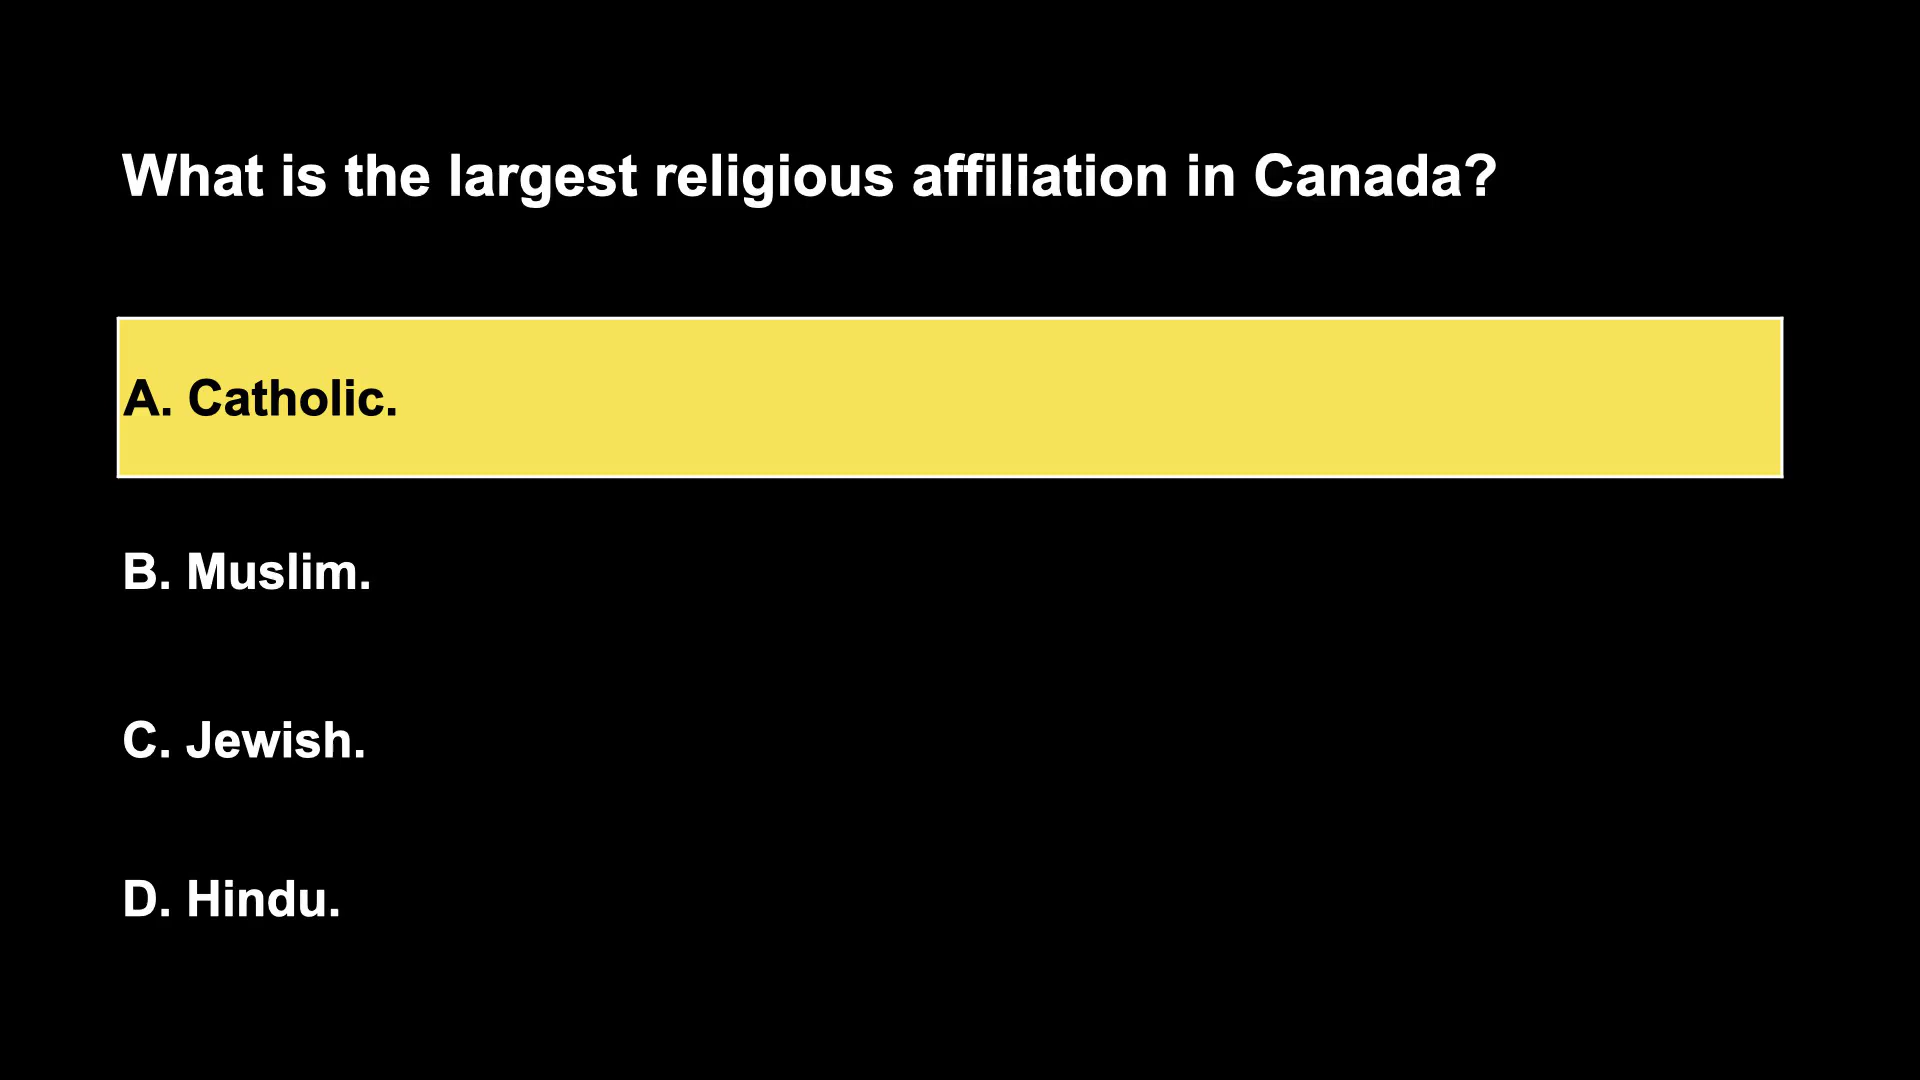 What is the largest religious affiliation in Canada?
A. Catholic.
B. Muslim.
C. Jewish.
D. Hindu.